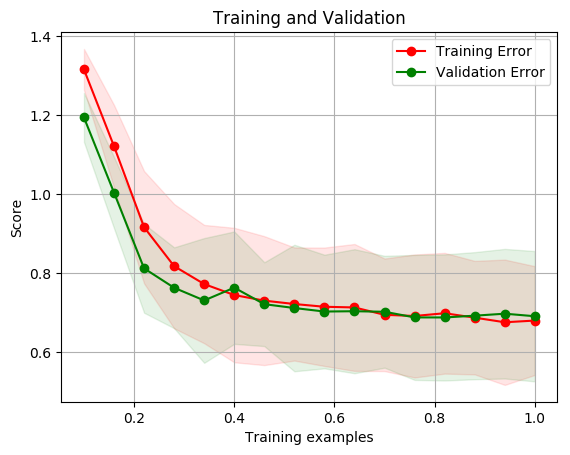 Training and Validation
Training Error
Validation Error
Score
1.4
1.2
1.0
0.8
0.6
0.2
0.4
0.6
0.8
1.0
Training examples